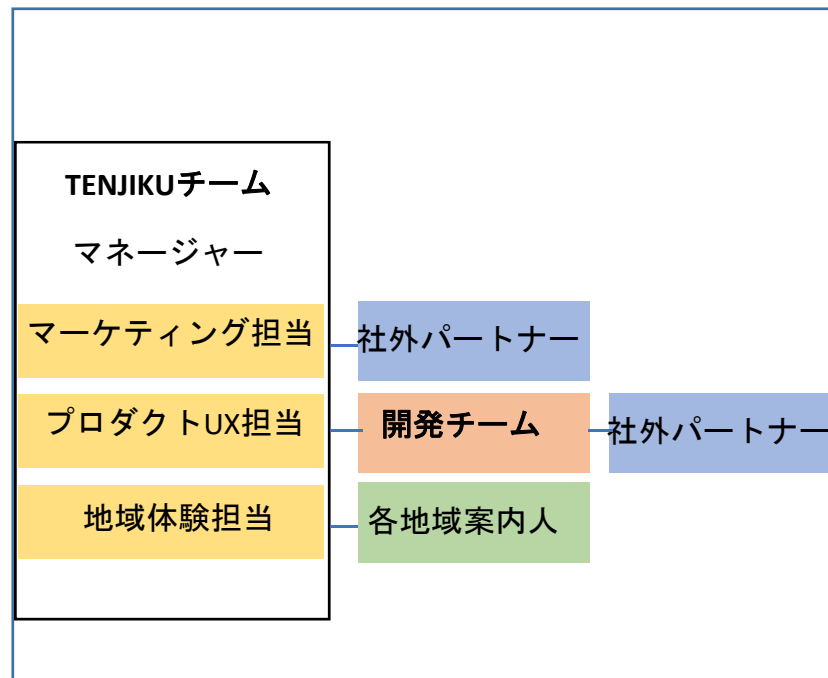 TENJIKUチーム
マネージャー
マーケティング担当
社外パートナー
プロダクトUX担当
開発チーム
社外パートナー
地域体験担当
各地域案内人